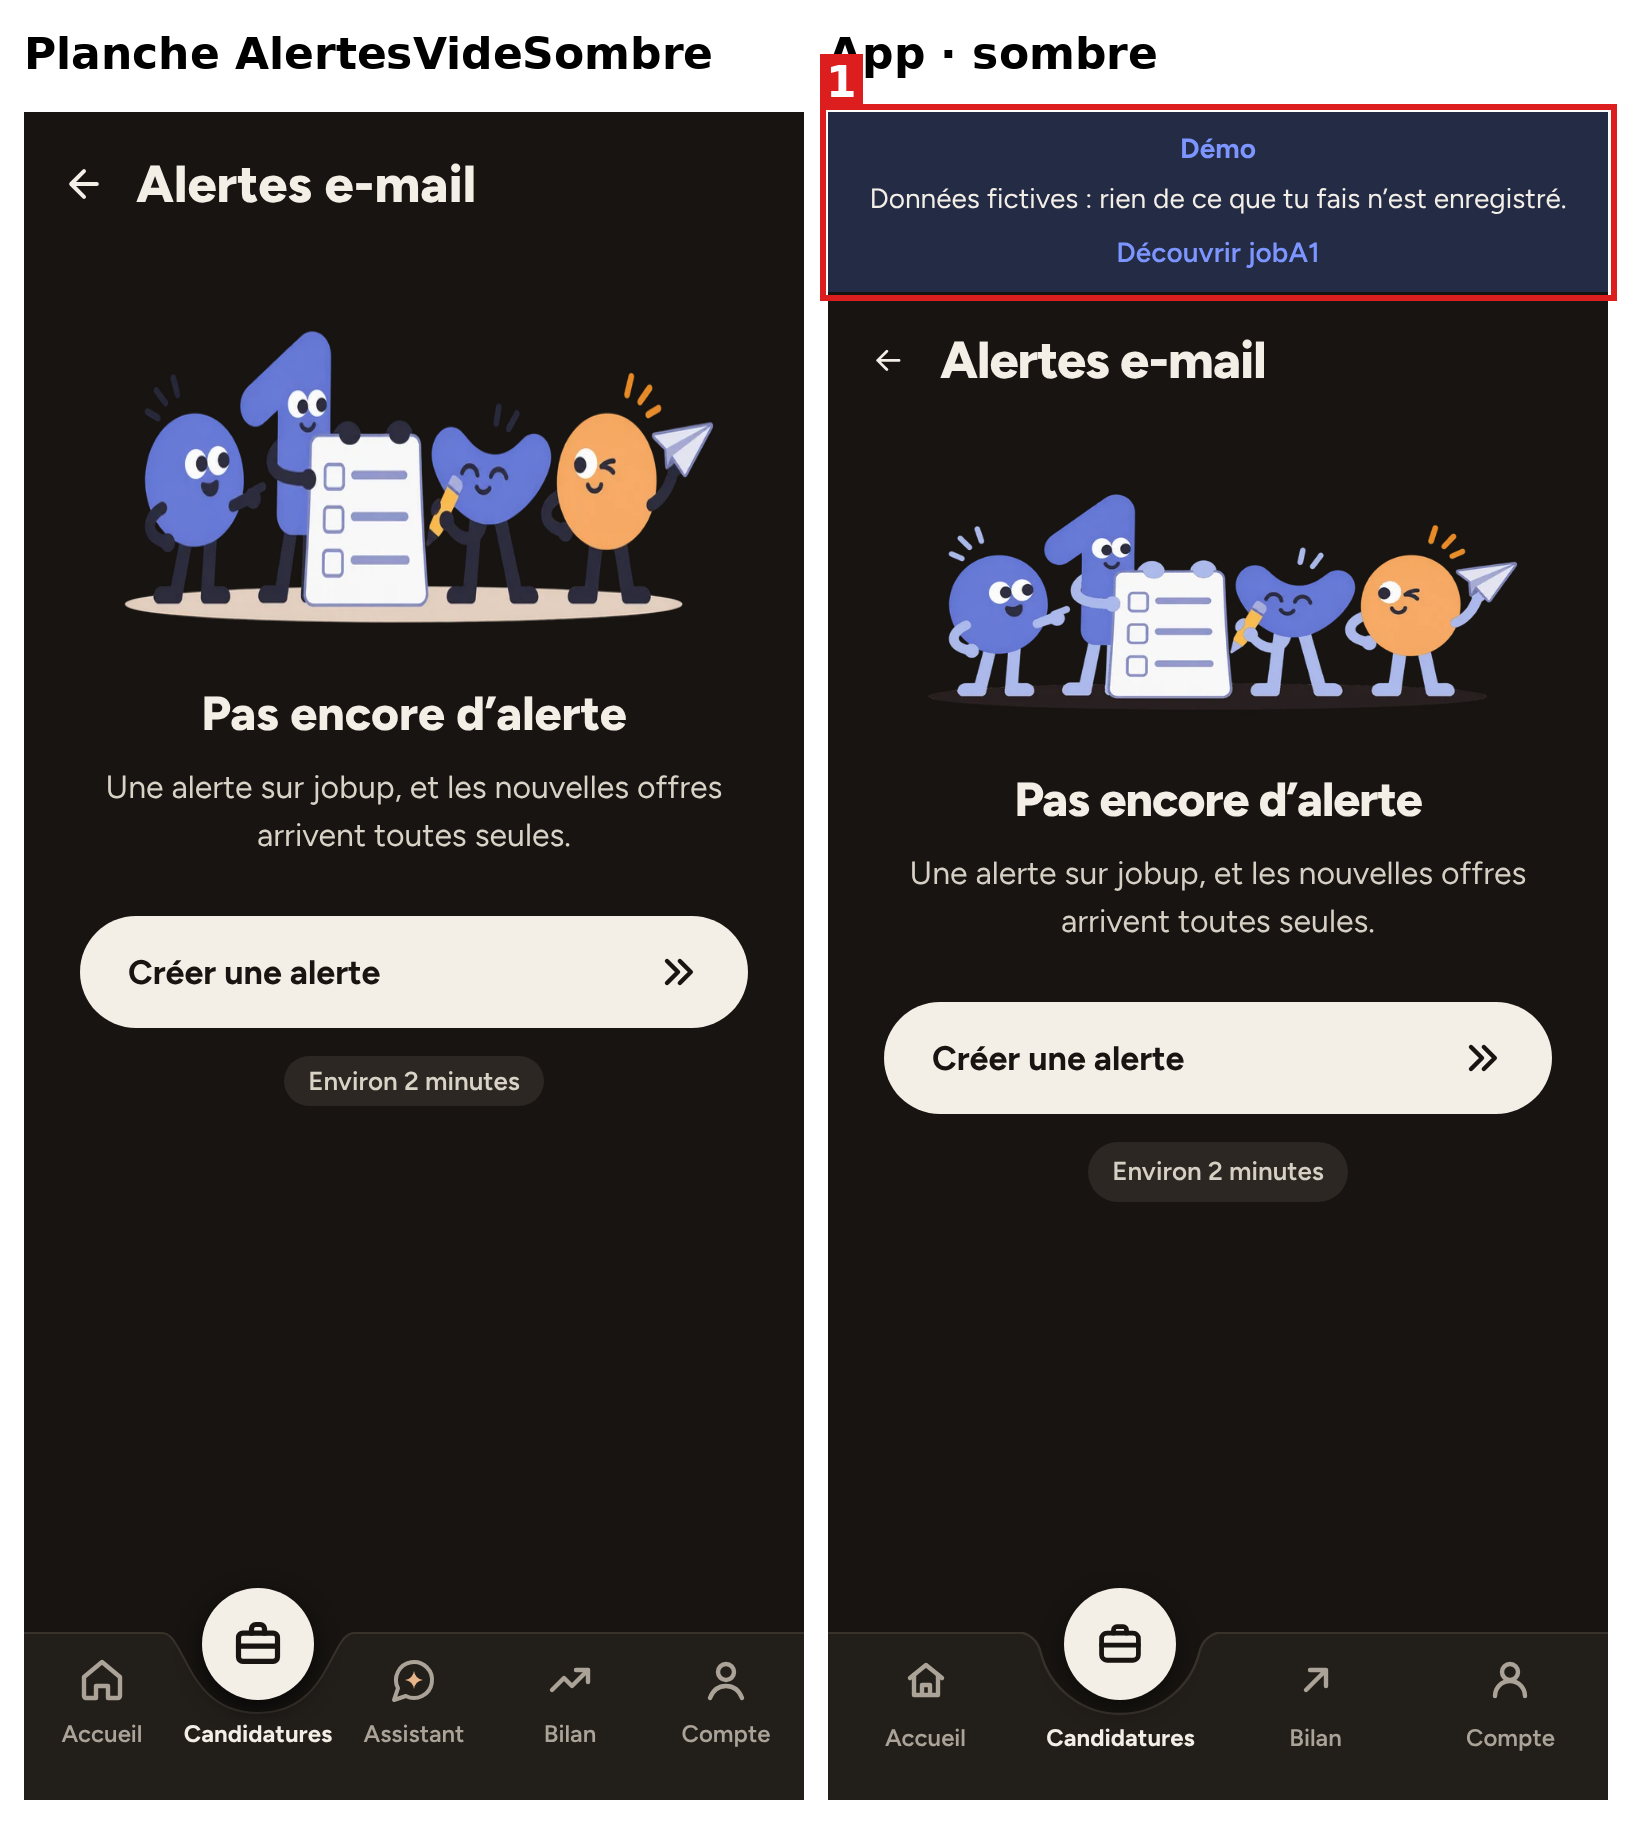 Planche AlertesVideSombre
Alertes e-mail
Pas encore d’alerte
Une alerte sur jobup, et les nouvelles offres
arrivent toutes seules.
Créer une alerte
Environ 2 minutes
Accueil
Candidatures
Assistant
Bilan
Compte
App · sombre
1
Démo
Données fictives : rien de ce que tu fais n’est enregistré.
Découvrir jobA1
Alertes e-mail
Pas encore d’alerte
Une alerte sur jobup, et les nouvelles offres
arrivent toutes seules.
Créer une alerte
Environ 2 minutes
Accueil
Candidatures
Bilan
Compte